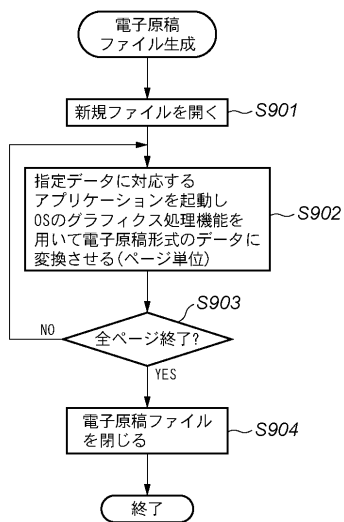 電子原稿
ファイル生成
新規ファイルを開く
S901
指定データに対応する
アプリケーションを起動し
OSのグラフィクス処理機能を
用いて電子原稿形式のデータに
変換させる(ページ単位)
S902
S903
全ページ終了?
NO
YES
電子原稿ファイル
を閉じる
S904
終了